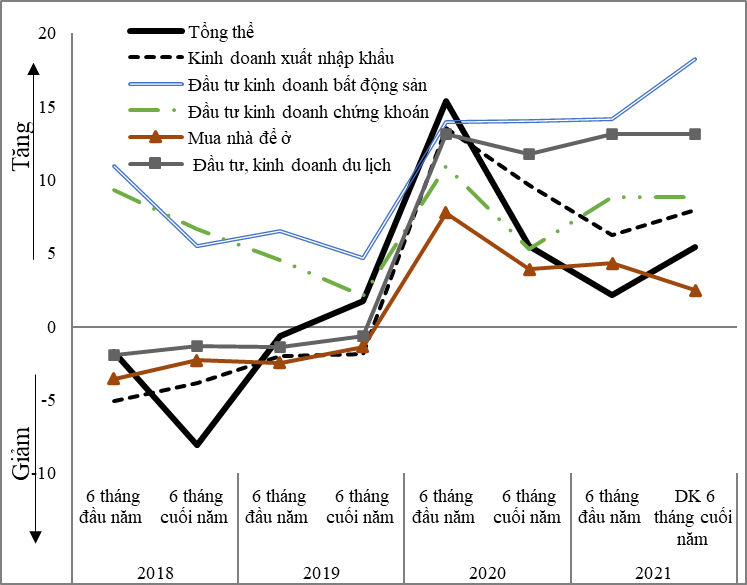 20
15
10
5
0
-5
-10
Tăng
Giảm
Tổng thể
Kinh doanh xuất nhập khẩu
Đầu tư kinh doanh bất động sản
Đầu tư kinh doanh chứng khoán
Mua nhà để ở
Đầu tư, kinh doanh du lịch
6 tháng
đầu năm
6 tháng
cuối năm
6 tháng
đầu năm
6 tháng
cuối năm
6 tháng
đầu năm
6 tháng
cuối năm
6 tháng
đầu năm
DK 6
tháng cuối
năm
2018
2019
2020
2021